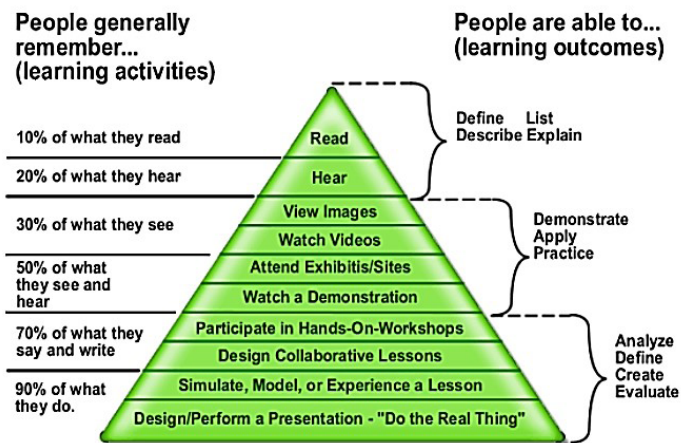 People generally
remember...
(learning activities)
People are able to...
(learning outcomes)
10% of what they read
20% of what they hear
30% of what they see
50% of what
they see and
hear
70% of what they
say and write
90% of what
they do.
Read
Hear
View Images
Watch Videos
Attend Exhibitis/Sites
Watch a Demonstration
Participate in Hands-On-Workshops
Design Collaborative Lessons
Simulate, Model, or Experience a Lesson
Design/Perform a Presentation - "Do the Real Thing"
Define List
Describe Explain
Demonstrate
Apply
Practice
Analyze
Define
Create
Evaluate